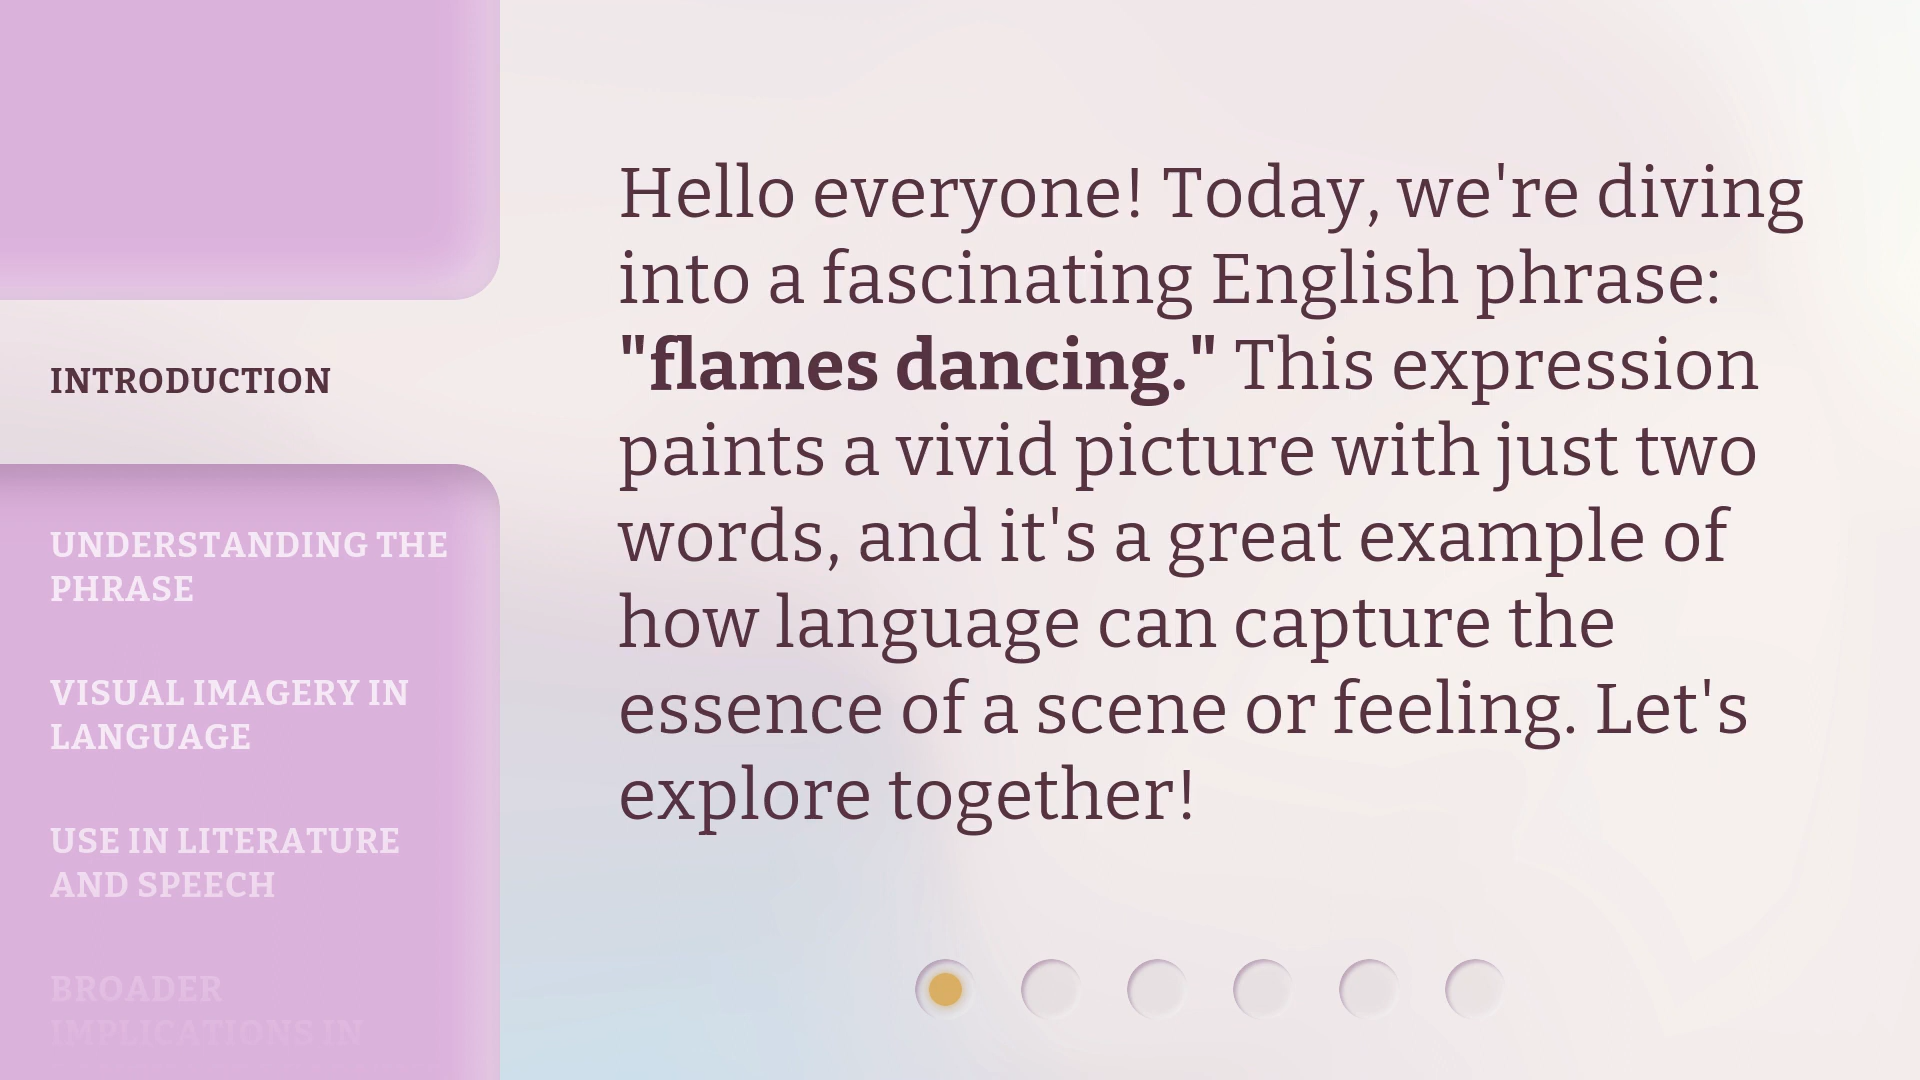 INTRODUCTION
UNDERSTANDING THE
PHRASE
VISUAL IMAGERY IN
LANGUAGE
USE IN LITERATURE
AND SPEECH
BROADER
IMPLICATIONS IN
Hello everyone! Today, we're diving
into a fascinating English phrase:
"flames dancing." This expression
paints a vivid picture with just two
words, and it's a great example of
how language can capture the
essence of a scene or feeling. Let's
explore together!